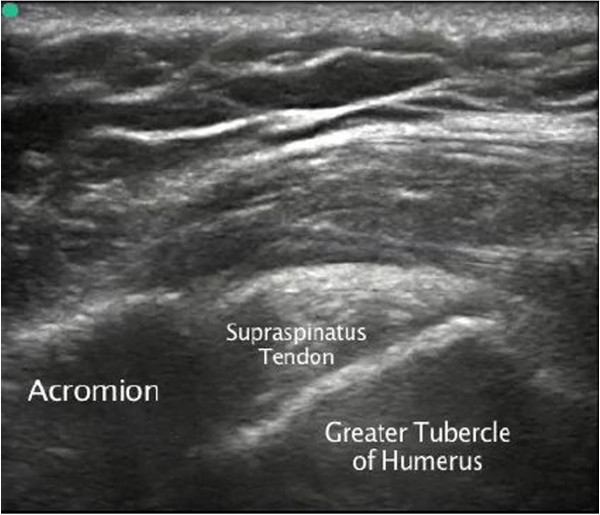 Supraspinatus
Tendon
Acromion
Greater Tubercle
of Humerus